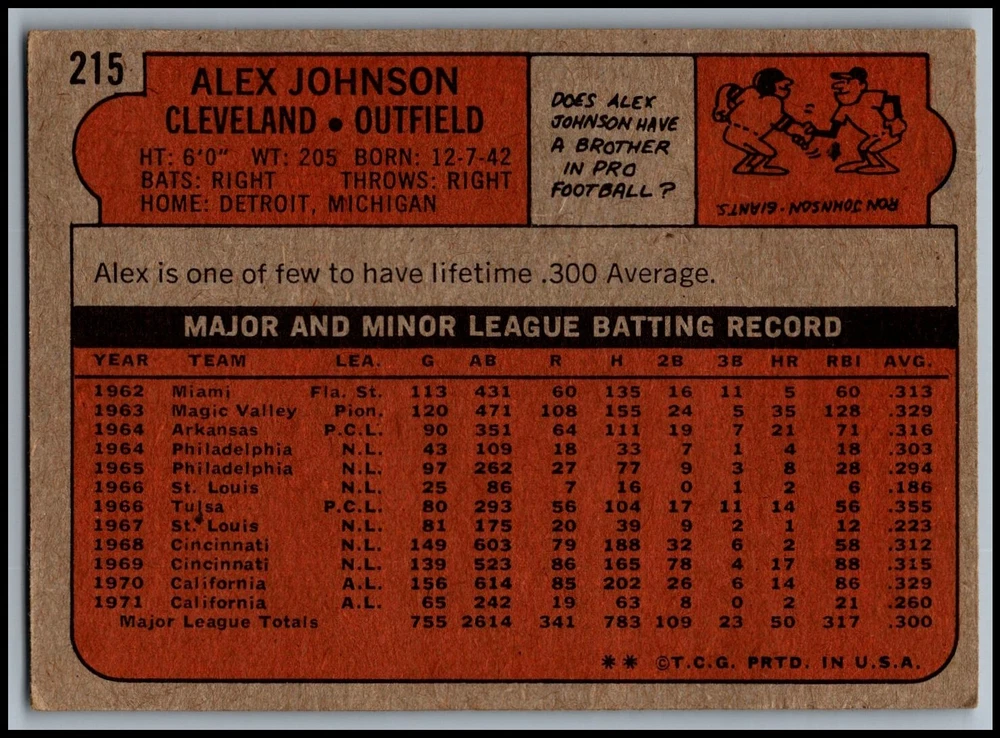 215
ALEX JOHNSON
CLEVELAND • OUTFIELD
HT: 6'0" WT: 205 BORN: 12-7-42
BATS: RIGHT THROWS: RIGHT
HOME: DETROIT, MICHIGAN
DOES ALEX
JOHNSON HAVE
A BROTHER
IN PRO
FOOTBALL?
RON JOHNSON - GIANTS.
Alex is one of few to have lifetime .300 Average.
MAJOR AND MINOR LEAGUE BATTING RECORD
YEAR TEAM LEA. G AB R H 2B 3B HR RBI AVG.
1962 Miami Fla. St. 113 431 60 135 16 11 5 60 .313
1963 Magic Valley Pion. 120 471 108 155 24 5 35 128 .329
1964 Arkansas P.C.L. 90 351 64 111 19 7 21 71 .316
1964 Philadelphia N.L. 43 109 18 33 7 1 4 18 .303
1965 Philadelphia N.L. 97 262 27 77 9 3 8 28 .294
1966 St. Louis N.L. 25 86 7 16 0 1 2 6 .186
1966 Tulsa P.C.L. 80 293 56 104 17 11 14 56 .355
1967 St. Louis N.L. 81 175 20 39 9 2 1 12 .223
1968 Cincinnati N.L. 149 603 79 188 32 6 2 58 .312
1969 Cincinnati N.L. 139 523 86 165 78 4 17 88 .315
1970 California A.L. 156 614 85 202 26 6 14 86 .329
1971 California A.L. 65 242 19 63 8 0 2 21 .260
Major League Totals 755 2614 341 783 109 23 50 317 .300
** ©T.C.G. PRTD. IN U.S.A.